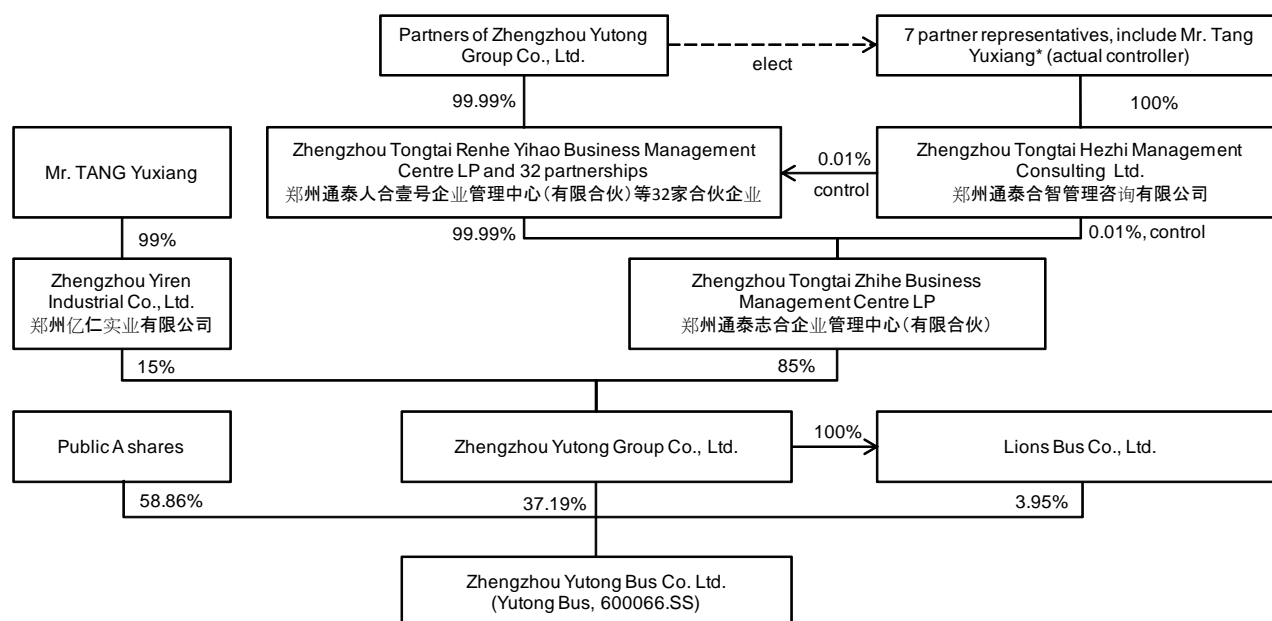 Partners of Zhengzhou Yutong
Group Co., Ltd.
elect
7 partner representatives, include Mr. Tang
Yuxiang* (actual controller)
99.99%
100%
Mr. TANG Yuxiang
Zhengzhou Tongtai Renhe Yihao Business Management
Centre LP and 32 partnerships
郑州通泰人合壹号企业管理中心(有限合伙)等32家合伙企业
0.01%
control
Zhengzhou Tongtai Hezhi Management
Consulting Ltd.
郑州通泰合智管理咨询有限公司
99%
99.99%
0.01%, control
Zhengzhou Yiren
Industrial Co., Ltd.
郑州亿仁实业有限公司
Zhengzhou Tongtai Zhihe Business
Management Centre LP
郑州通泰志合企业管理中心(有限合伙)
15%
85%
Public A shares
Zhengzhou Yutong Group Co., Ltd.
100%
Lions Bus Co., Ltd.
58.86%
37.19%
3.95%
Zhengzhou Yutong Bus Co. Ltd.
(Yutong Bus, 600066.SS)